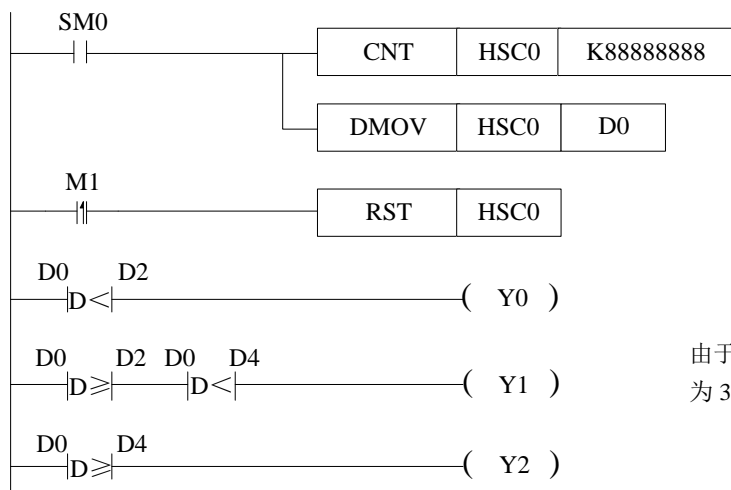 SM0
CNT HSC0 K88888888
DMOV HSC0 D0
M1
RST HSC0
D0 D2
D< ( Y0 )
D0 D2 D0 D4
D≥ D< ( Y1 )
由于
为 3
D0 D4
D≥ ( Y2 )